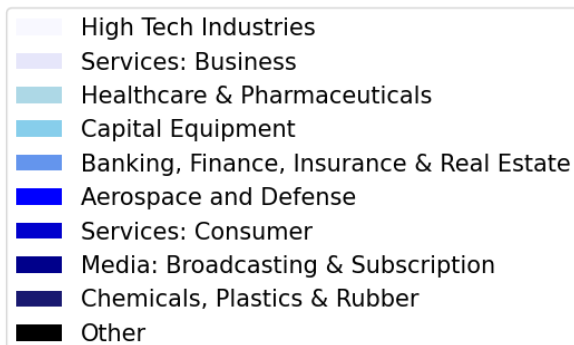 High Tech Industries
Services: Business
Healthcare & Pharmaceuticals
Capital Equipment
Banking, Finance, Insurance & Real Estate
Aerospace and Defense
Services: Consumer
Media: Broadcasting & Subscription
Chemicals, Plastics & Rubber
Other